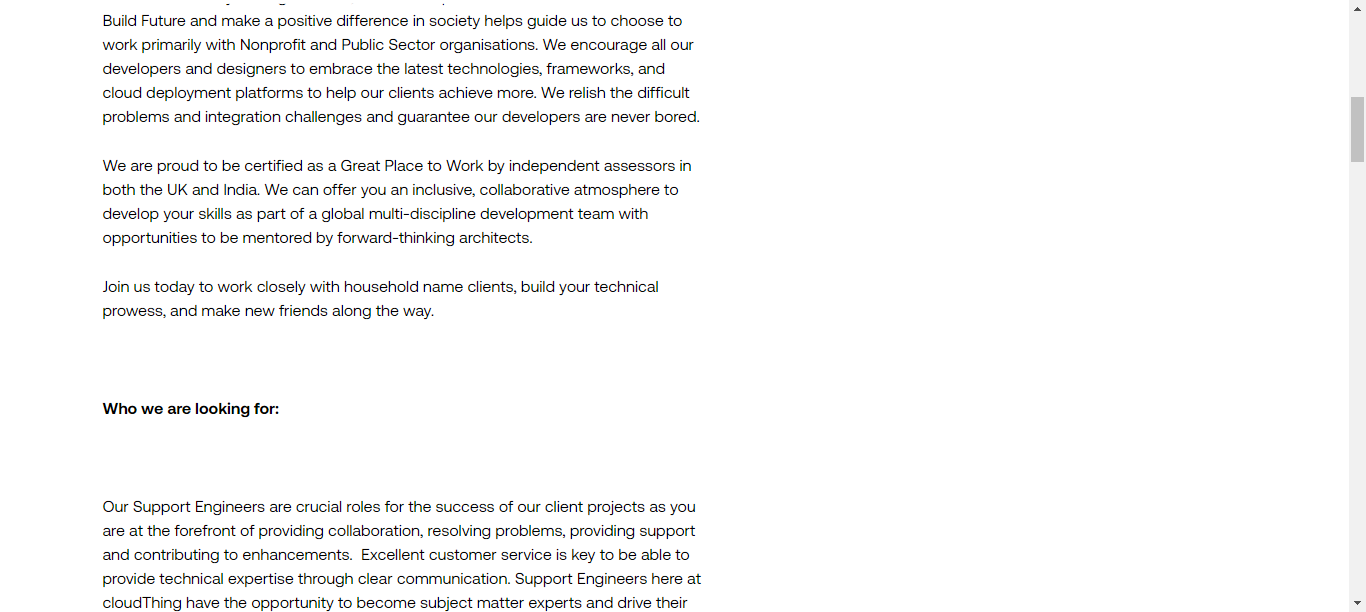 Build Future and make a positive difference in society helps guide us to choose to
work primarily with Nonprofit and Public Sector organisations. We encourage all our
developers and designers to embrace the latest technologies, frameworks, and
cloud deployment platforms to help our clients achieve more. We relish the difficult
problems and integration challenges and guarantee our developers are never bored.
We are proud to be certified as a Great Place to Work by independent assessors in
both the UK and India. We can offer you an inclusive, collaborative atmosphere to
develop your skills as part of a global multi-discipline development team with
opportunities to be mentored by forward-thinking architects.
Join us today to work closely with household name clients, build your technical
prowess, and make new friends along the way.
Who we are looking for:
Our Support Engineers are crucial roles for the success of our client projects as you
are at the forefront of providing collaboration, resolving problems, providing support
and contributing to enhancements.  Excellent customer service is key to be able to
provide technical expertise through clear communication. Support Engineers here at
cloudThing have the opportunity to become subject matter experts and drive their